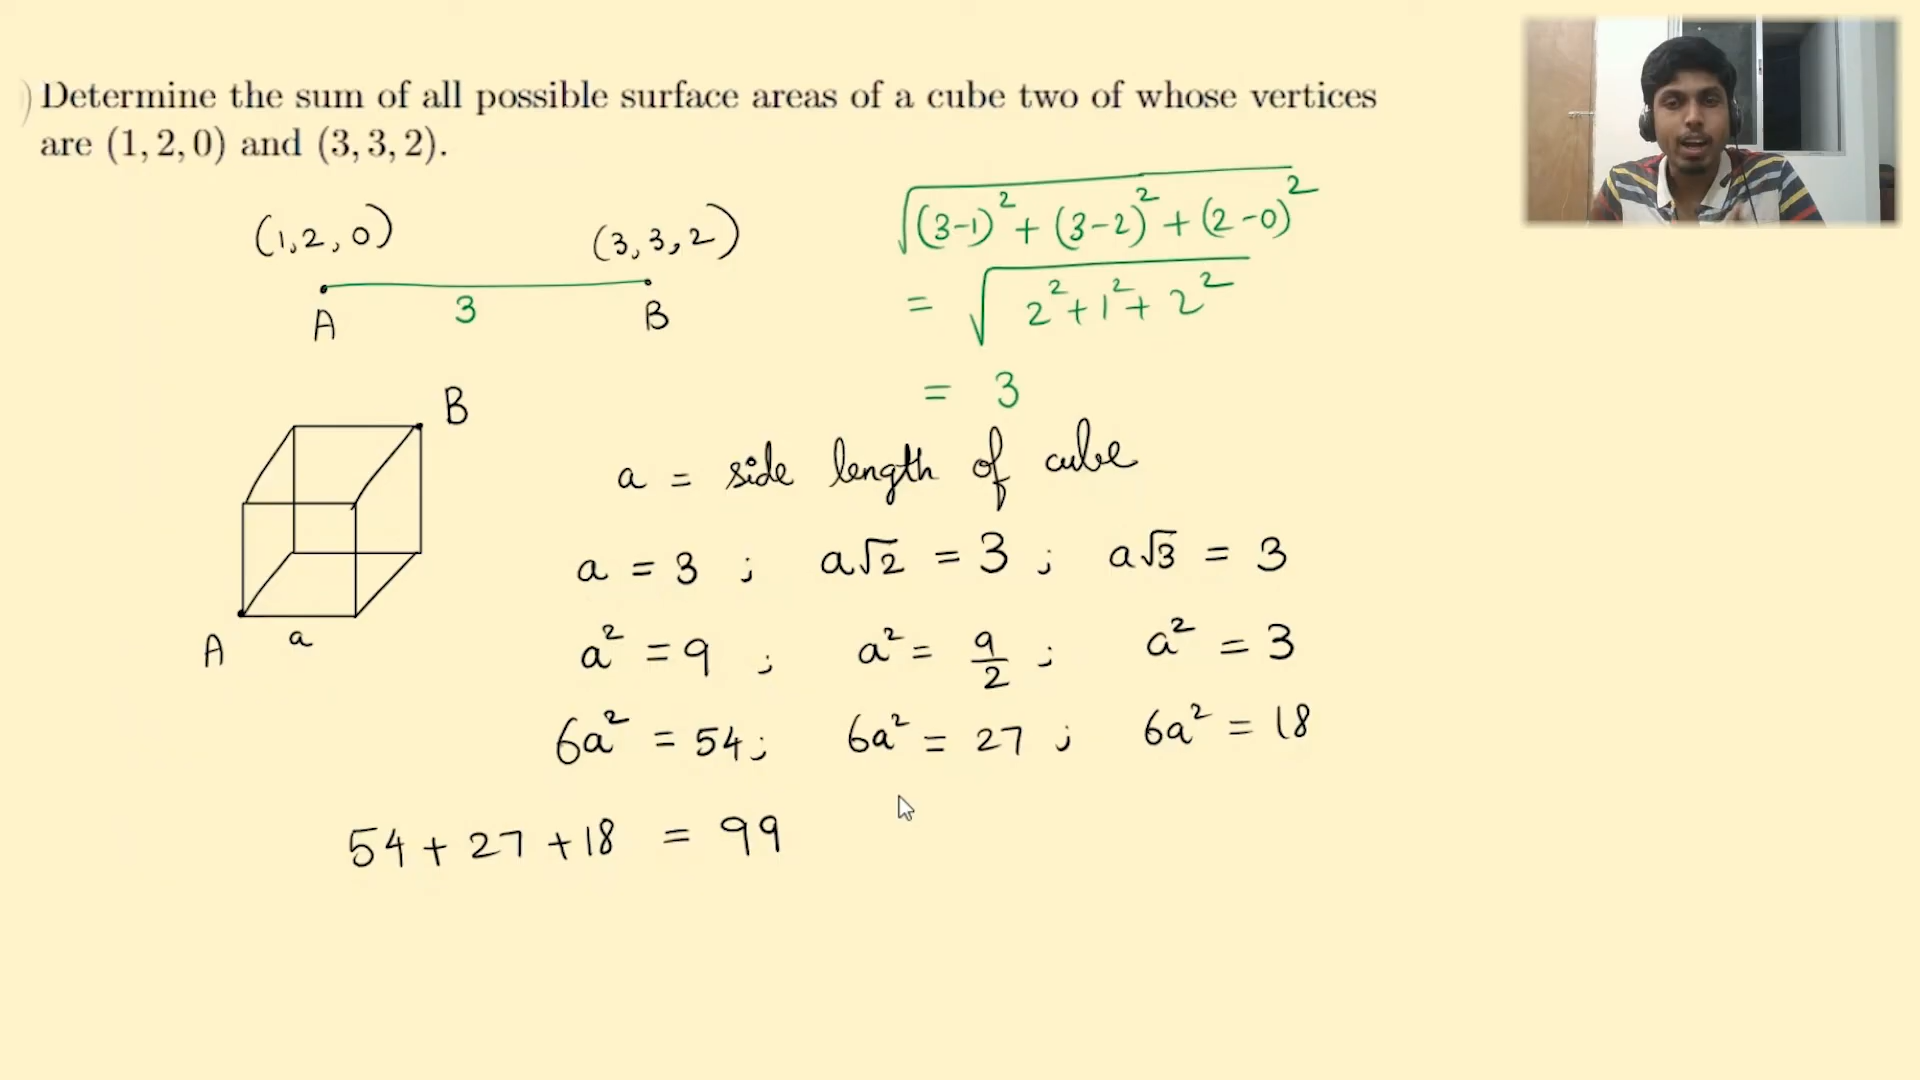 ) Determine the sum of all possible surface areas of a cube two of whose vertices
are (1, 2, 0) and (3, 3, 2).
(1,2,0) (3,3,2)
A 3 B
√((3-1)² + (3-2)² + (2-0)²)
= √(2² + 1² + 2²)
= 3
B
A a
a = side length of cube
a = 3 ; a√2 = 3 ; a√3 = 3
a² = 9 ; a² = 9/2 ; a² = 3
6a² = 54 ; 6a² = 27 ; 6a² = 18
54 + 27 + 18 = 99